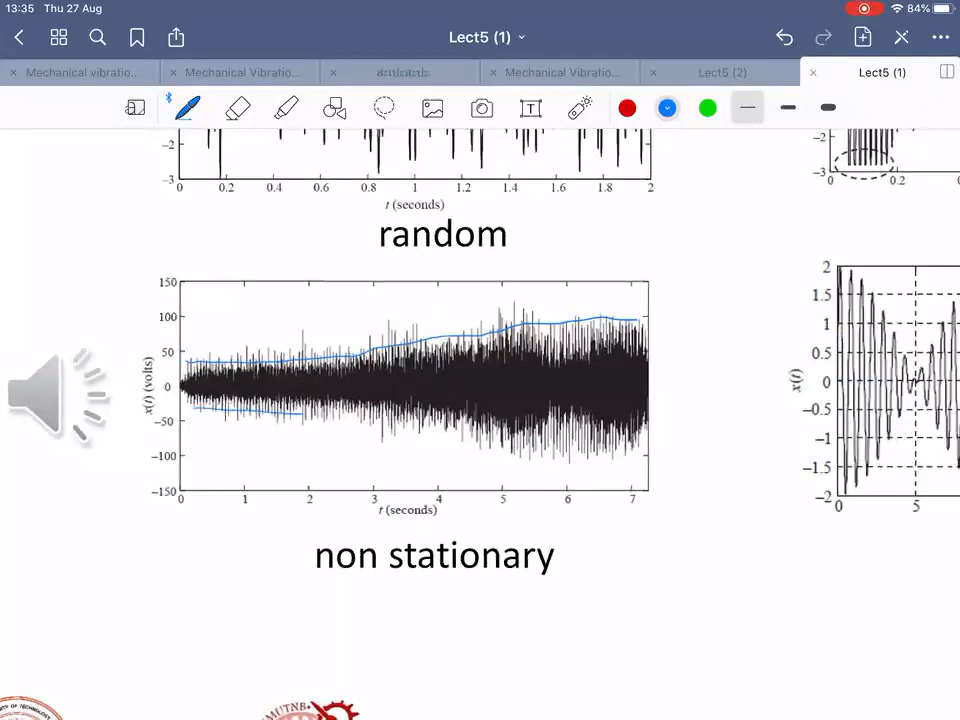 13:35 Thu 27 Aug
84%
Lect5 (1)
Mechanical vibratio...
Mechanical Vibratio...
Mechanical Vibratio...
Lect5 (2)
Lect5 (1)
T
−2
−3
0 0.2 0.4 0.6 0.8 1 1.2 1.4 1.6 1.8 2
t (seconds)
random
−2
−3
0 0.2
150
100
50
0
−50
−100
−150
x(t) (volts)
0 1 2 3 4 5 6 7
t (seconds)
non stationary
2
1.5
1
0.5
0
−0.5
−1
−1.5
−2
x(t)
0 5
TY OF TECHNOLOGY
MUTNB